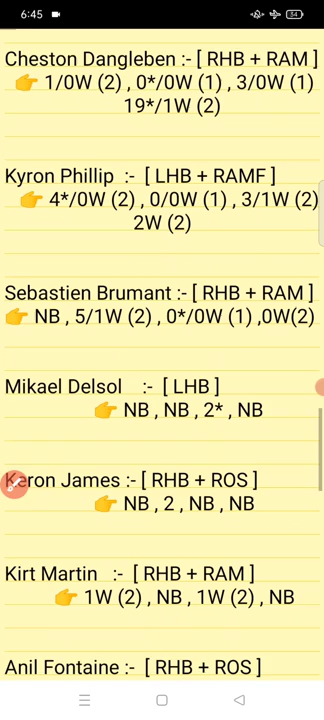 6:45
54
Cheston Dangleben :- [ RHB + RAM ]
👉 1/0W (2) , 0*/0W (1) , 3/0W (1)
19*/1W (2)
Kyron Phillip :- [ LHB + RAMF ]
👉 4*/0W (2) , 0/0W (1) , 3/1W (2)
2W (2)
Sebastien Brumant :- [ RHB + RAM ]
👉 NB , 5/1W (2) , 0*/0W (1) ,0W(2)
Mikael Delsol :- [ LHB ]
👉 NB , NB , 2* , NB
Keron James :- [ RHB + ROS ]
👉 NB , 2 , NB , NB
Kirt Martin :- [ RHB + RAM ]
👉 1W (2) , NB , 1W (2) , NB
Anil Fontaine :- [ RHB + ROS ]